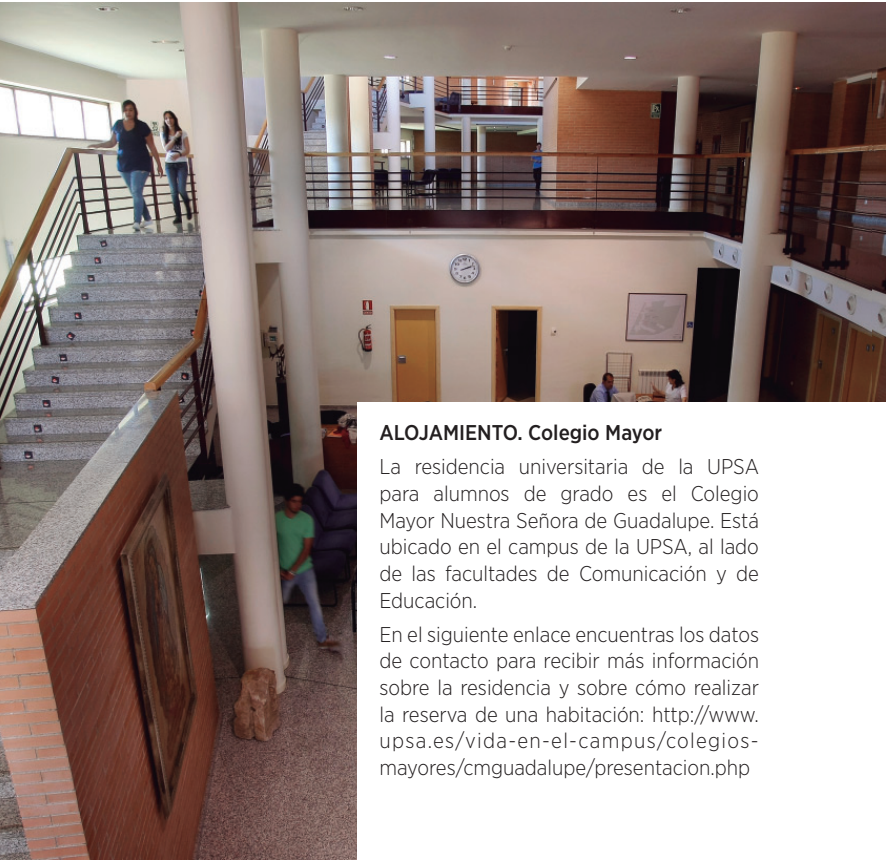 ALOJAMIENTO. Colegio Mayor
La residencia universitaria de la UPSA
para alumnos de grado es el Colegio
Mayor Nuestra Señora de Guadalupe. Está
ubicado en el campus de la UPSA, al lado
de las facultades de Comunicación y de
Educación.
En el siguiente enlace encuentras los datos
de contacto para recibir más información
sobre la residencia y sobre cómo realizar
la reserva de una habitación: http://www.
upsa.es/vida-en-el-campus/colegios-
mayores/cmguadalupe/presentacion.php